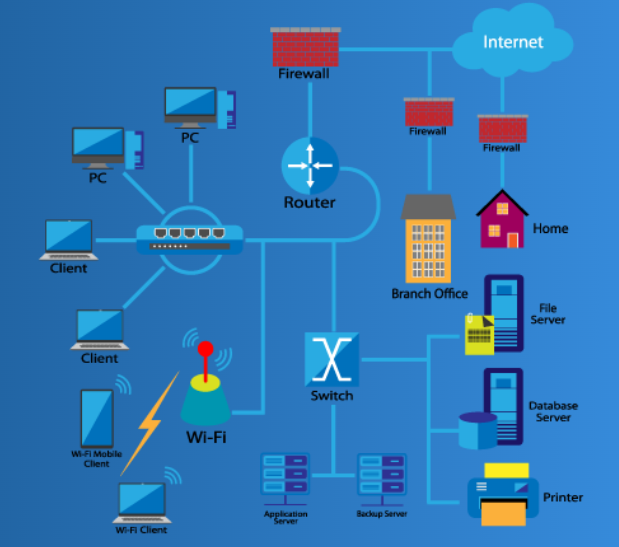 Internet
Firewall
Firewall
Firewall
PC
PC
Router
Client
Home
Branch Office
File
Server
Client
Switch
Database
Server
Wi-Fi
Wi-Fi Mobile
Client
Printer
Application
Server
Backup Server
Wi-Fi Client